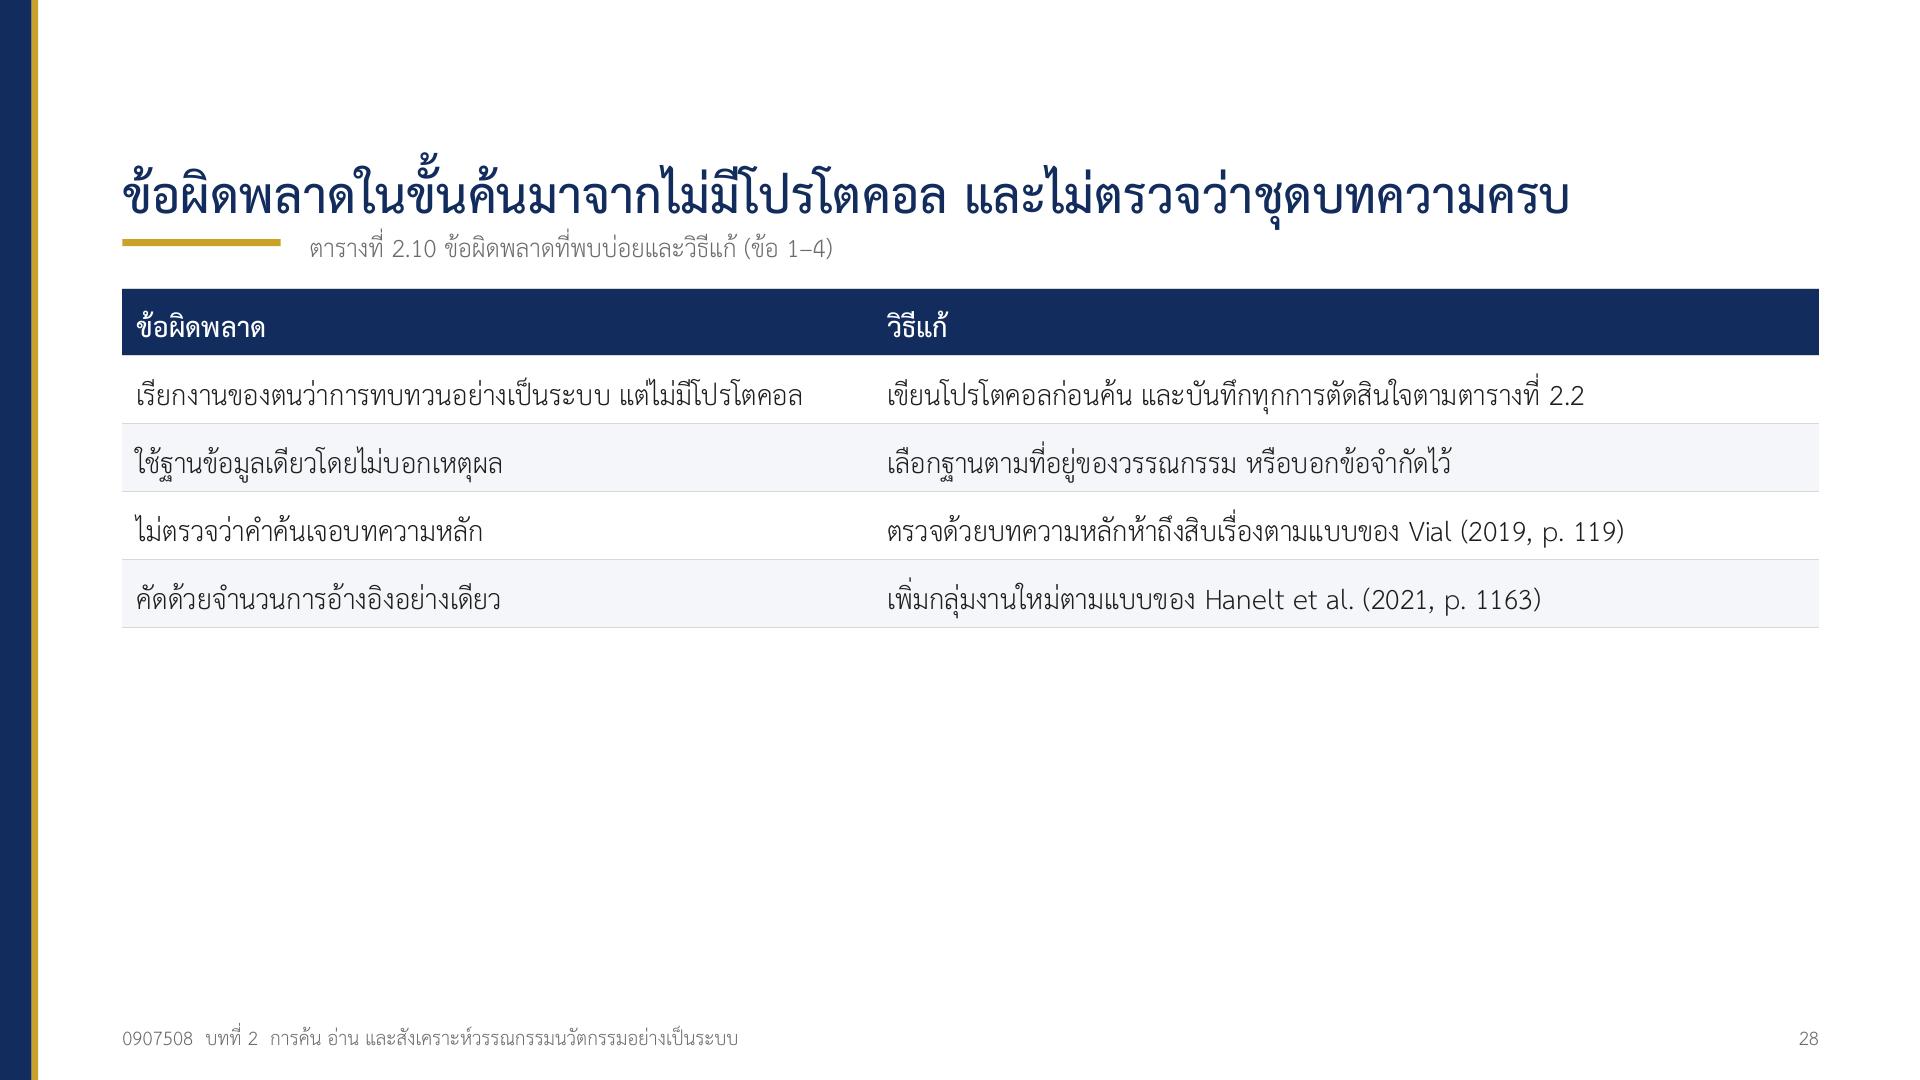 ข้อผิดพลาดในขั้นค้นมาจากไม่มีโปรโตคอล และไม่ตรวจว่าชุดบทความครบ
ตารางที่ 2.10 ข้อผิดพลาดที่พบบ่อยและวิธีแก้ (ข้อ 1–4)
ข้อผิดพลาด วิธีแก้
เรียกงานของตนว่าการทบทวนอย่างเป็นระบบ แต่ไม่มีโปรโตคอล เขียนโปรโตคอลก่อนค้น และบันทึกทุกการตัดสินใจตามตารางที่ 2.2
ใช้ฐานข้อมูลเดียวโดยไม่บอกเหตุผล เลือกฐานตามที่อยู่ของวรรณกรรม หรือบอกข้อจำกัดไว้
ไม่ตรวจว่าคำค้นเจอบทความหลัก ตรวจด้วยบทความหลักห้าถึงสิบเรื่องตามแบบของ Vial (2019, p. 119)
คัดด้วยจำนวนการอ้างอิงอย่างเดียว เพิ่มกลุ่มงานใหม่ตามแบบของ Hanelt et al. (2021, p. 1163)
0907508 บทที่ 2 การค้น อ่าน และสังเคราะห์วรรณกรรมนวัตกรรมอย่างเป็นระบบ 28